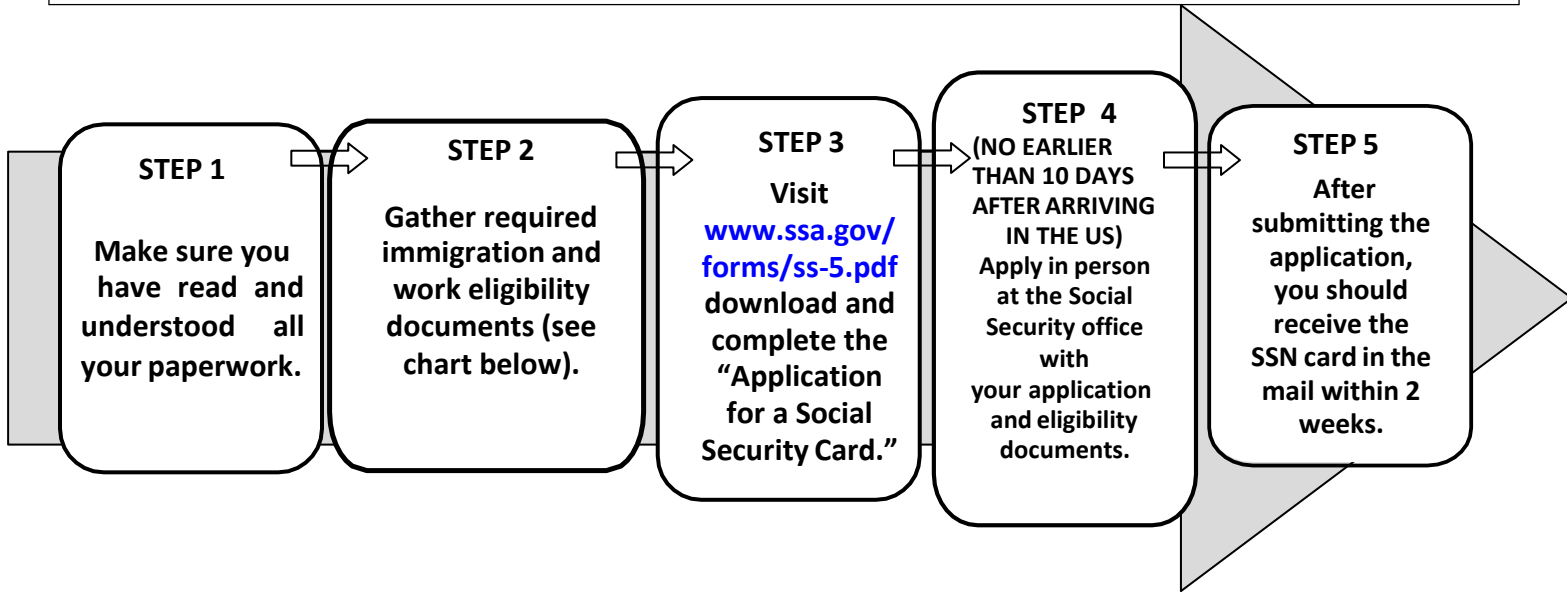 STEP 1
Make sure you
have read and
understood all
your paperwork.
STEP 2
Gather required
immigration and
work eligibility
documents (see
chart below).
STEP 3
Visit
www.ssa.gov/
forms/ss-5.pdf
download and
complete the
“Application
for a Social
Security Card.”
STEP 4
(NO EARLIER
THAN 10 DAYS
AFTER ARRIVING
IN THE US)
Apply in person
at the Social
Security office
with
your application
and eligibility
documents.
STEP 5
After
submitting the
application,
you should
receive the
SSN card in the
mail within 2
weeks.